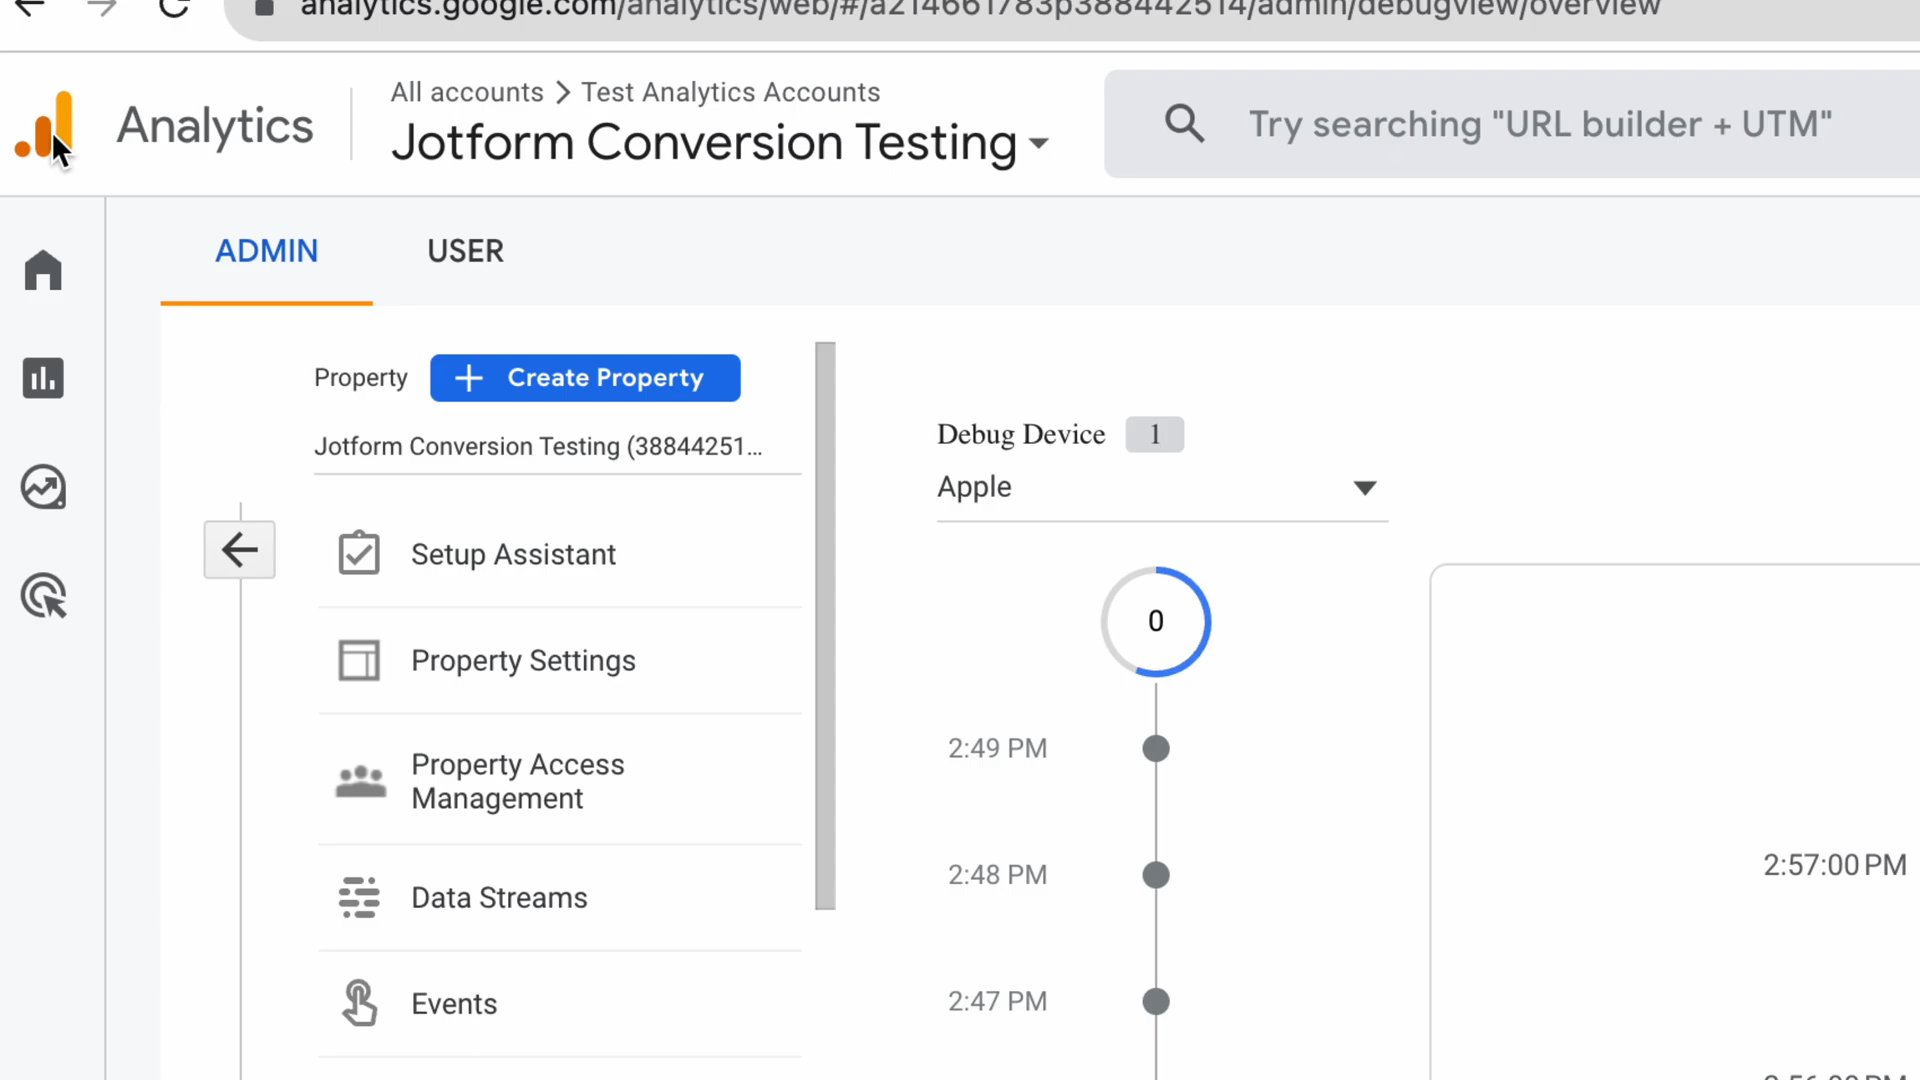 analytics.google.com/analytics/web/#/a214661783p388442514/admin/debugview/overview
All accounts > Test Analytics Accounts
Analytics
Jotform Conversion Testing
Try searching "URL builder + UTM"
ADMIN
USER
Property
+ Create Property
Jotform Conversion Testing (38844251...
Setup Assistant
Property Settings
Property Access
Management
Data Streams
Events
Debug Device 1
Apple
0
2:49 PM
2:48 PM
2:47 PM
2:57:00 PM